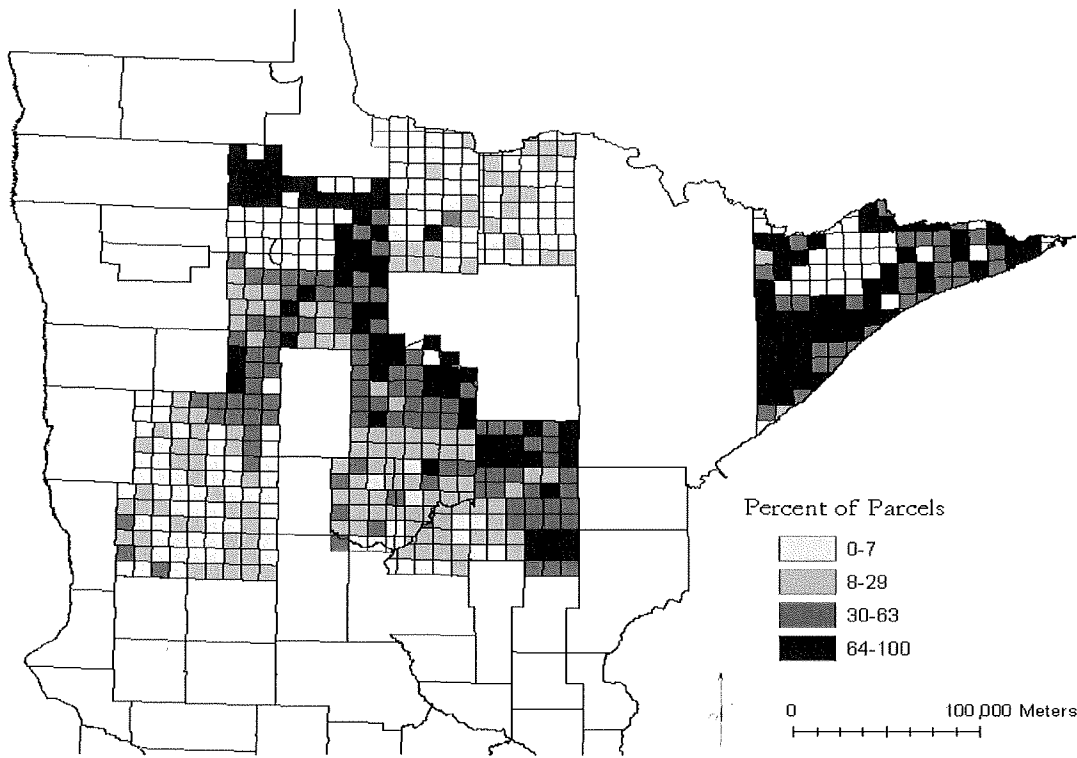 Percent of Parcels
0-7
8-29
30-63
64-100
0 100,000 Meters